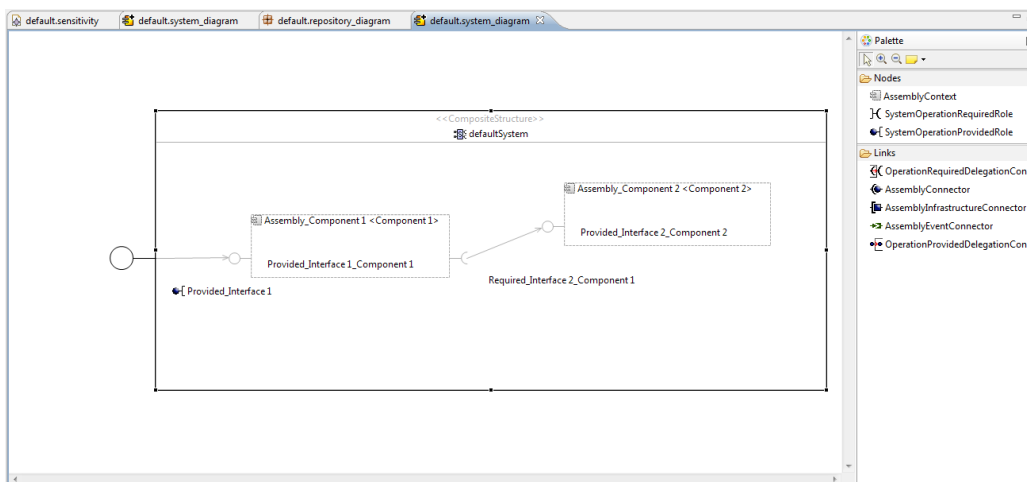 default.sensitivity
default.system_diagram
default.repository_diagram
default.system_diagram
<<CompositeStructure>>
defaultSystem
Assembly_Component 1 <Component 1>
Provided_Interface 1_Component 1
Provided_Interface 1
Assembly_Component 2 <Component 2>
Provided_Interface 2_Component 2
Required_Interface 2_Component 1
Palette
Nodes
AssemblyContext
SystemOperationRequiredRole
SystemOperationProvidedRole
Links
OperationRequiredDelegationCon
AssemblyConnector
AssemblyInfrastructureConnector
AssemblyEventConnector
OperationProvidedDelegationCon